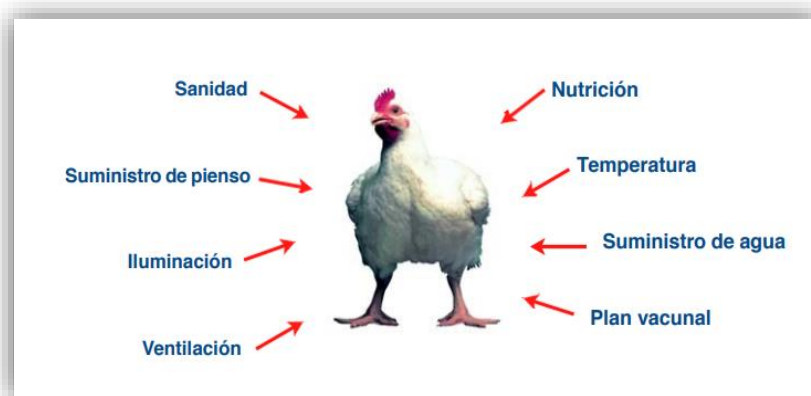 Sanidad
Nutrición
Suministro de pienso
Temperatura
Iluminación
Suministro de agua
Ventilación
Plan vacunal